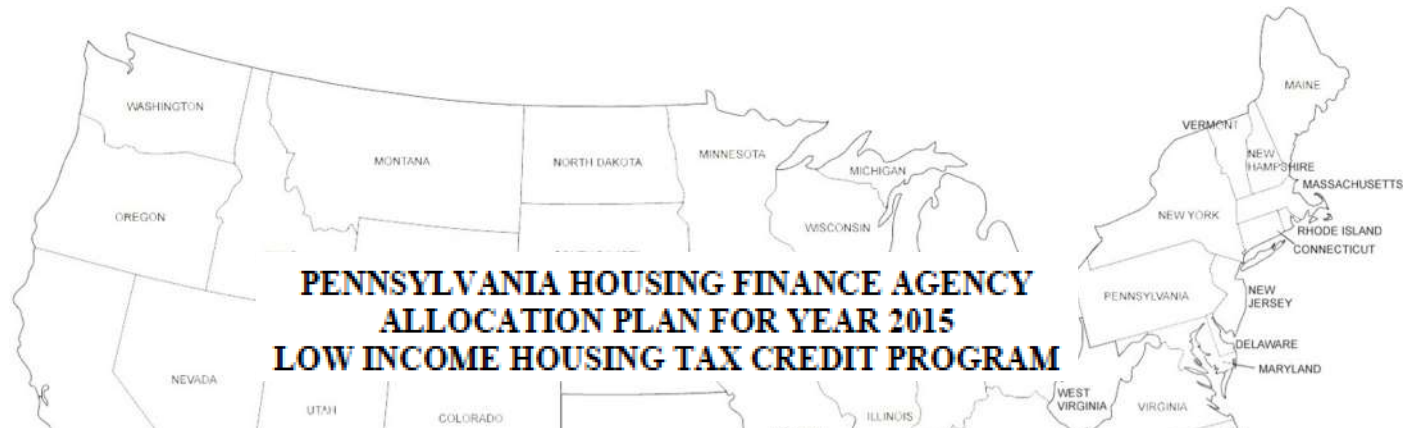 MAINE
WASHINGTON
VERMONT
MONTANA
NORTH DAKOTA
MINNESOTA
NEW
HAMPSHIRE
MICHIGAN
MASSACHUSETTS
OREGON
NEW YORK
WISCONSIN
RHODE ISLAND
CONNECTICUT
PENNSYLVANIA HOUSING FINANCE AGENCY
ALLOCATION PLAN FOR YEAR 2015
LOW INCOME HOUSING TAX CREDIT PROGRAM
PENNSYLVANIA
NEW
JERSEY
DELAWARE
MARYLAND
NEVADA
WEST
VIRGINIA
VIRGINIA
UTAH
COLORADO
ILLINOIS